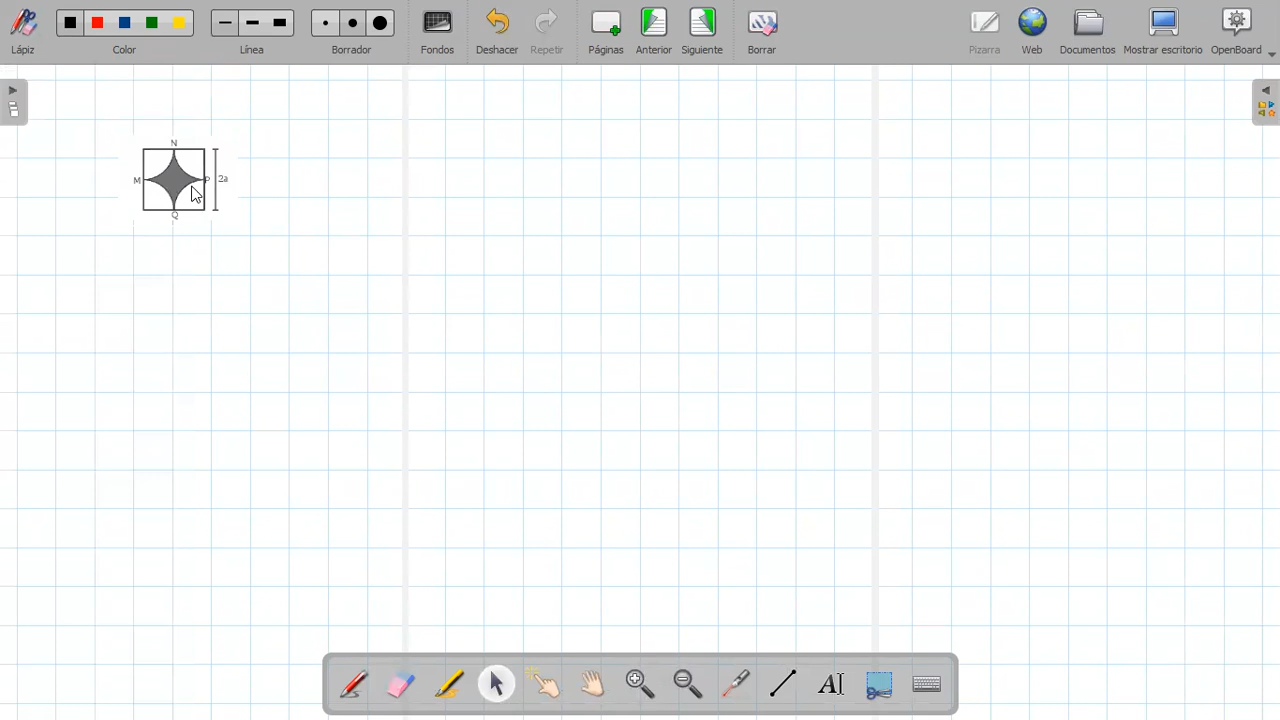 Lápiz Color Línea Borrador Fondos Deshacer Repetir Páginas Anterior Siguiente Borrar Pizarra Web Documentos Mostrar escritorio OpenBoard
N
M P 2a
Q
A